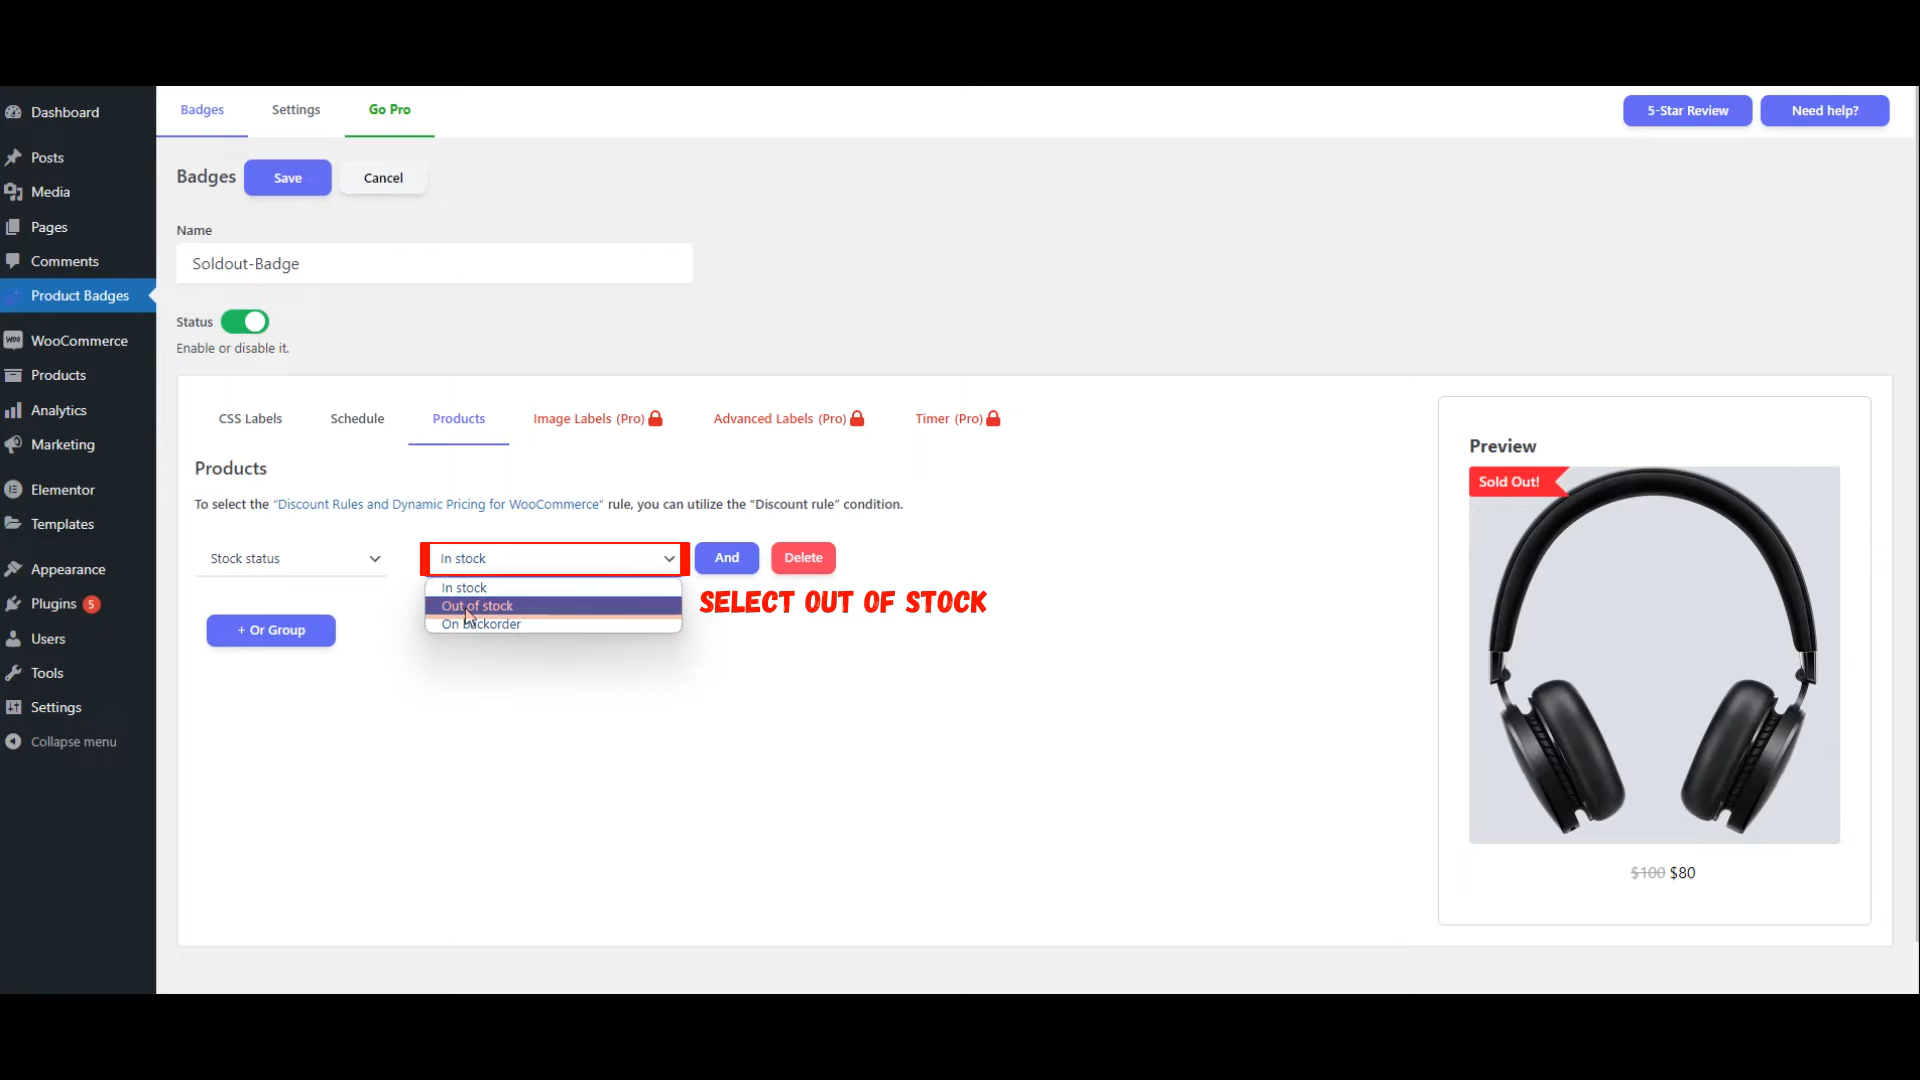 Dashboard
Posts
Media
Pages
Comments
Product Badges
WooCommerce
Products
Analytics
Marketing
Elementor
Templates
Appearance
Plugins 5
Users
Tools
Settings
Collapse menu
Badges Settings Go Pro
5-Star Review Need help?
Badges Save Cancel
Name
Soldout-Badge
Status
Enable or disable it.
CSS Labels Schedule Products Image Labels (Pro) Advanced Labels (Pro) Timer (Pro)
Products
To select the “Discount Rules and Dynamic Pricing for WooCommerce” rule, you can utilize the “Discount rule” condition.
Stock status In stock And Delete
In stock
Out of stock
On backorder
SELECT OUT OF STOCK
+ Or Group
Preview
Sold Out!
$100 $80